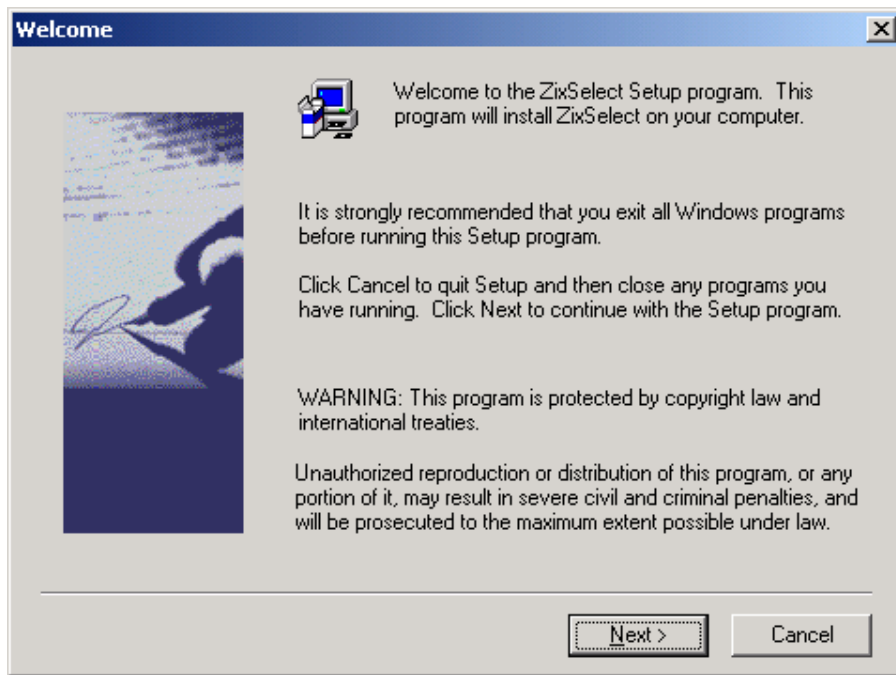 Welcome
Welcome to the ZixSelect Setup program. This
program will install ZixSelect on your computer.
It is strongly recommended that you exit all Windows programs
before running this Setup program.
Click Cancel to quit Setup and then close any programs you
have running. Click Next to continue with the Setup program.
WARNING: This program is protected by copyright law and
international treaties.
Unauthorized reproduction or distribution of this program, or any
portion of it, may result in severe civil and criminal penalties, and
will be prosecuted to the maximum extent possible under law.
Next >
Cancel